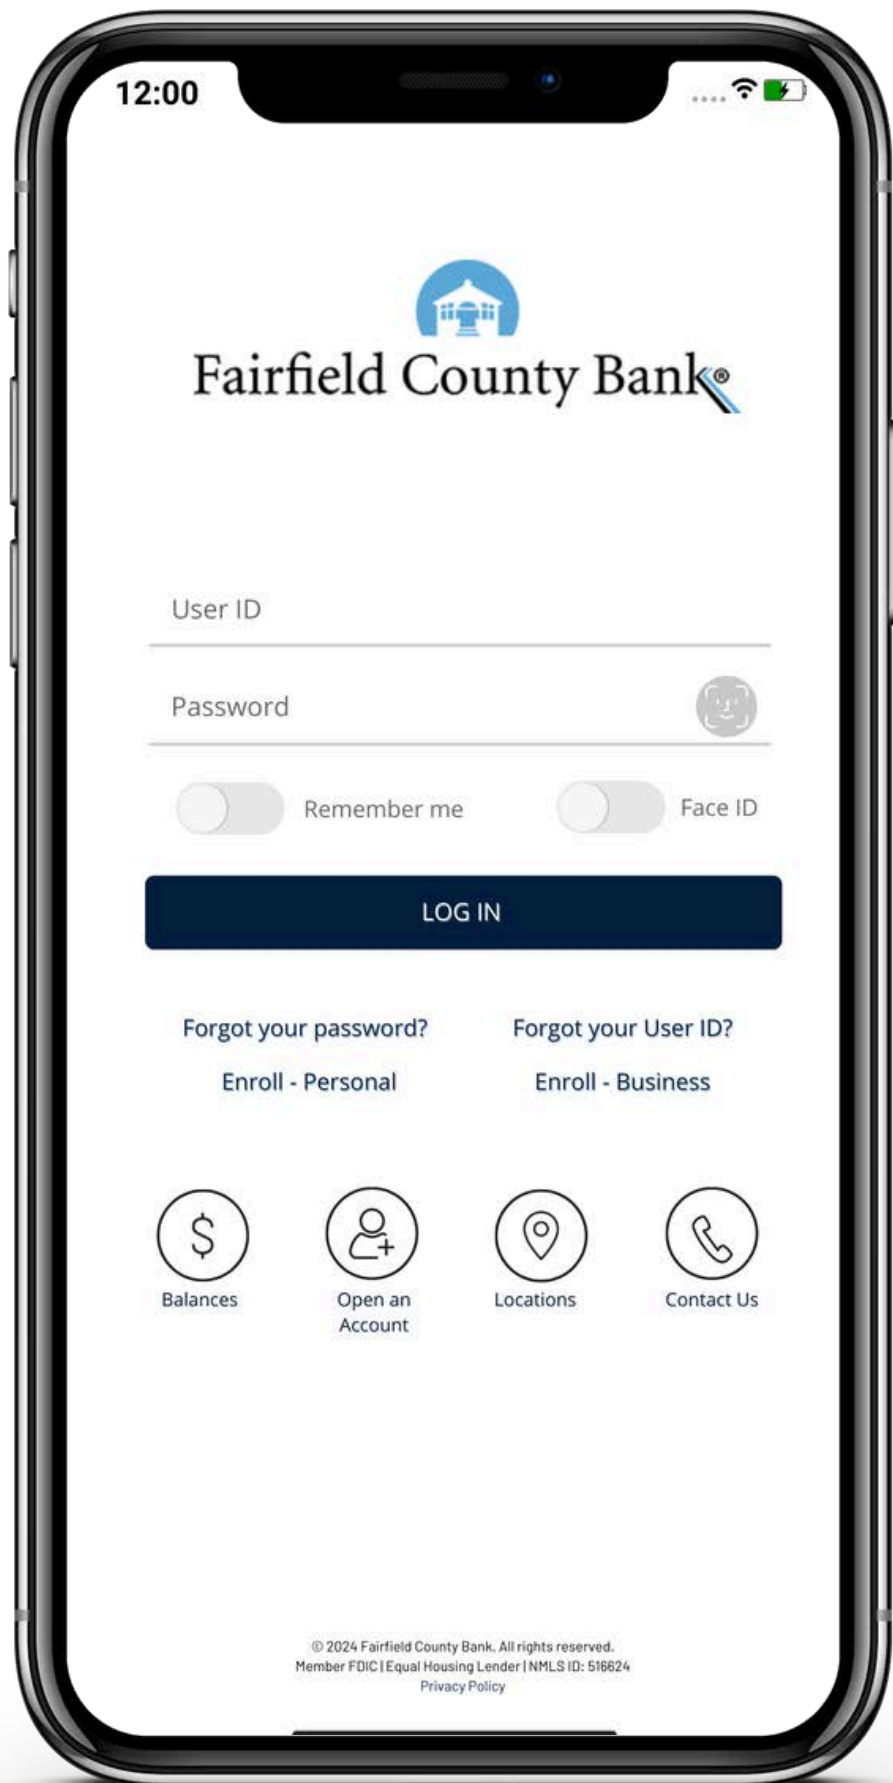 12:00
Fairfield County Bank®
User ID
Password
Remember me
Face ID
LOG IN
Forgot your password?
Forgot your User ID?
Enroll - Personal
Enroll - Business
$
Balances
Open an
Account
Locations
Contact Us
© 2024 Fairfield County Bank. All rights reserved.
Member FDIC | Equal Housing Lender | NMLS ID: 516624
Privacy Policy